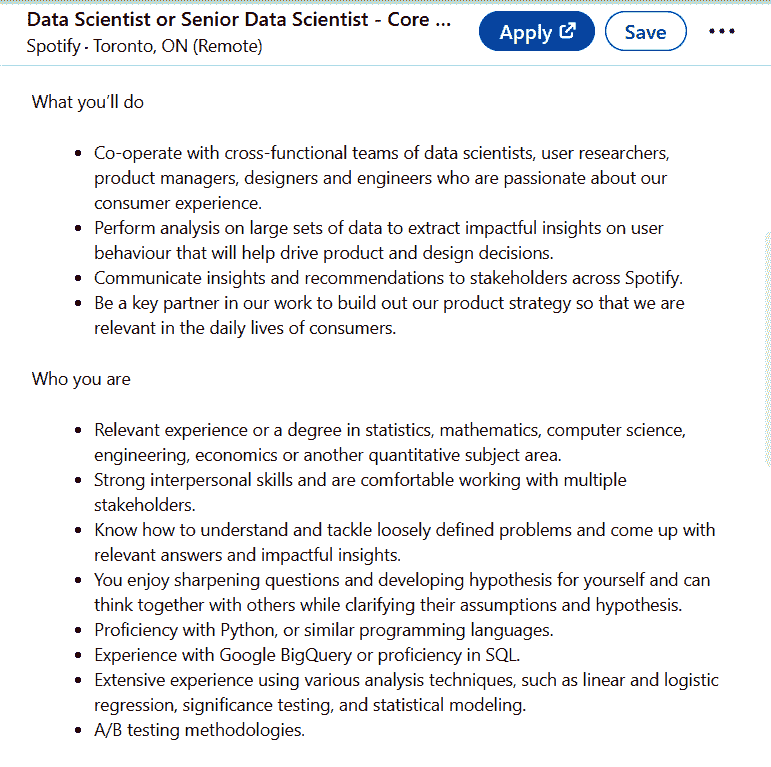 Data Scientist or Senior Data Scientist - Core ...
Spotify · Toronto, ON (Remote)
Apply
Save
What you'll do
• Co-operate with cross-functional teams of data scientists, user researchers,
product managers, designers and engineers who are passionate about our
consumer experience.
• Perform analysis on large sets of data to extract impactful insights on user
behaviour that will help drive product and design decisions.
• Communicate insights and recommendations to stakeholders across Spotify.
• Be a key partner in our work to build out our product strategy so that we are
relevant in the daily lives of consumers.
Who you are
• Relevant experience or a degree in statistics, mathematics, computer science,
engineering, economics or another quantitative subject area.
• Strong interpersonal skills and are comfortable working with multiple
stakeholders.
• Know how to understand and tackle loosely defined problems and come up with
relevant answers and impactful insights.
• You enjoy sharpening questions and developing hypothesis for yourself and can
think together with others while clarifying their assumptions and hypothesis.
• Proficiency with Python, or similar programming languages.
• Experience with Google BigQuery or proficiency in SQL.
• Extensive experience using various analysis techniques, such as linear and logistic
regression, significance testing, and statistical modeling.
• A/B testing methodologies.